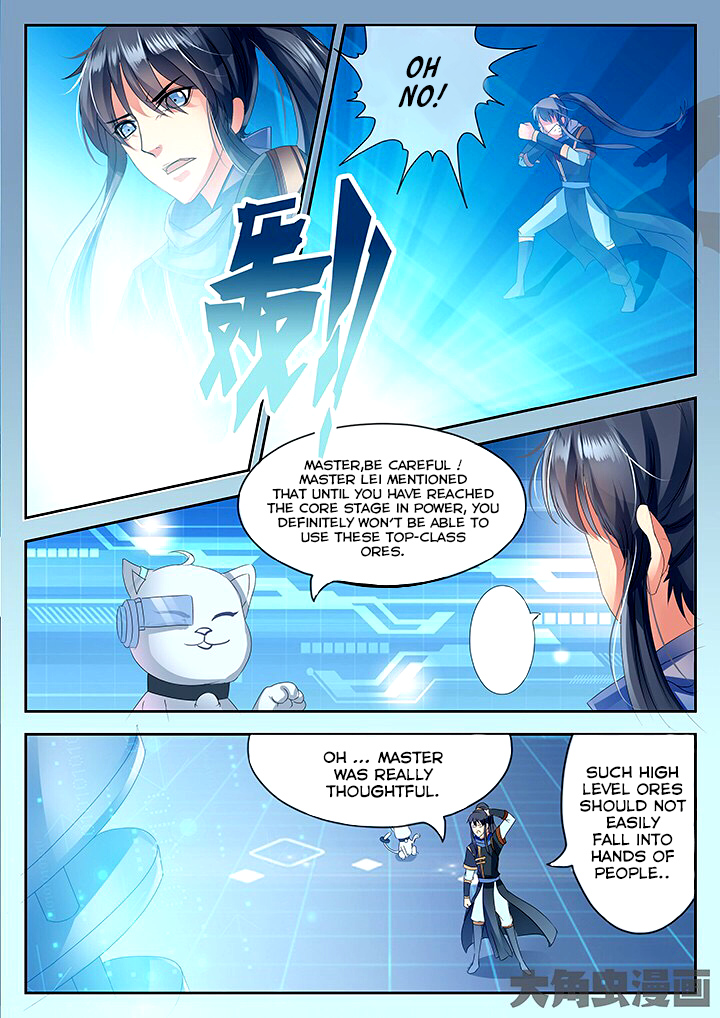 OH
NO!
MASTER,BE CAREFUL !
MASTER LEI MENTIONED
THAT UNTIL YOU HAVE REACHED
THE CORE STAGE IN POWER, YOU
DEFINITELY WON'T BE ABLE TO
USE THESE TOP-CLASS
ORES.
OH ... MASTER
WAS REALLY
THOUGHTFUL.
SUCH HIGH
LEVEL ORES
SHOULD NOT
EASILY
FALL INTO
HANDS OF
PEOPLE..
大角虫漫画